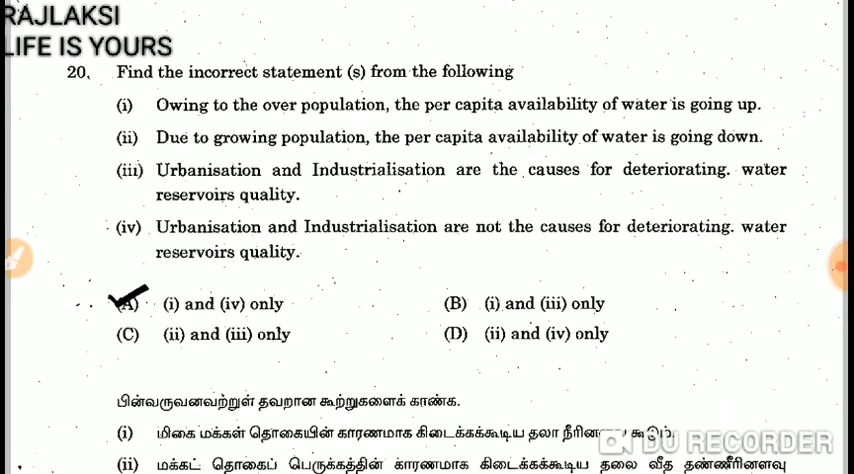 RAJLAKSI
LIFE IS YOURS
20. Find the incorrect statement (s) from the following
(i) Owing to the over population, the per capita availability of water is going up.
(ii) Due to growing population, the per capita availability of water is going down.
(iii) Urbanisation and Industrialisation are the causes for deteriorating. water
reservoirs quality.
(iv) Urbanisation and Industrialisation are not the causes for deteriorating. water
reservoirs quality.
(A) (i) and (iv) only (B) (i) and (iii) only
(C) (ii) and (iii) only (D) (ii) and (iv) only
பின்வருவனவற்றுள் தவறான கூற்றுகளைக் காண்க.
(i) மிகை மக்கள் தொகையின் காரணமாக கிடைக்கக்கூடிய தலா கூடும்.
DU RECORDER
(ii) மக்கட் தொகைப் பெருக்கத்தின் காரணமாக கிடைக்கக்கூடிய தலை வீத தண்ணீரினளவு